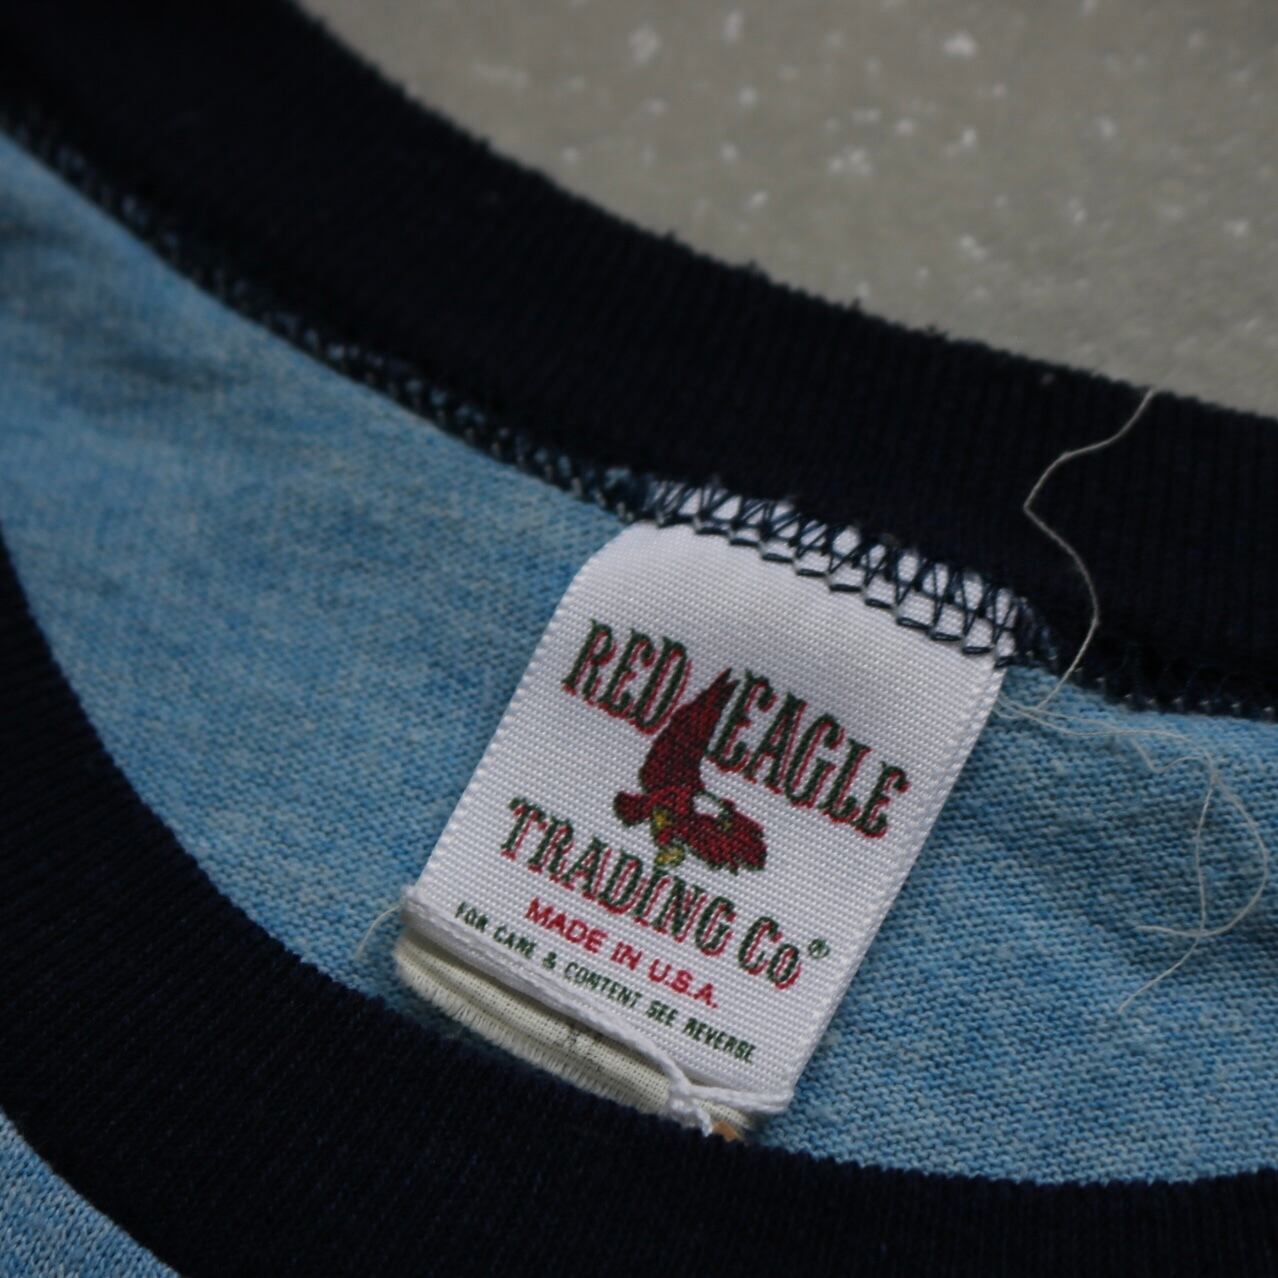 RED EAGLE
TRADING Co®
MADE IN U.S.A.
FOR CARE & CONTENT SEE REVERSE